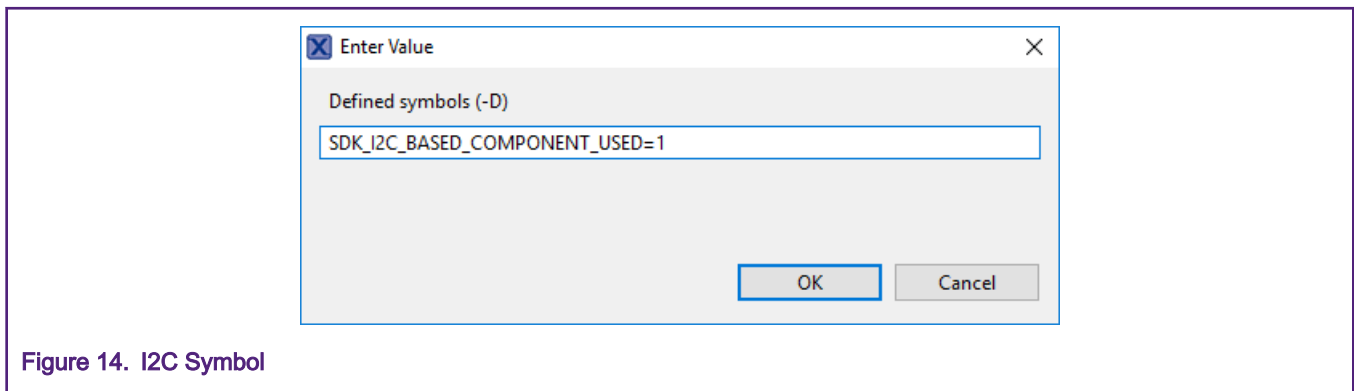 Enter Value
Defined symbols (-D)
SDK_I2C_BASED_COMPONENT_USED=1
OK Cancel
Figure 14. I2C Symbol